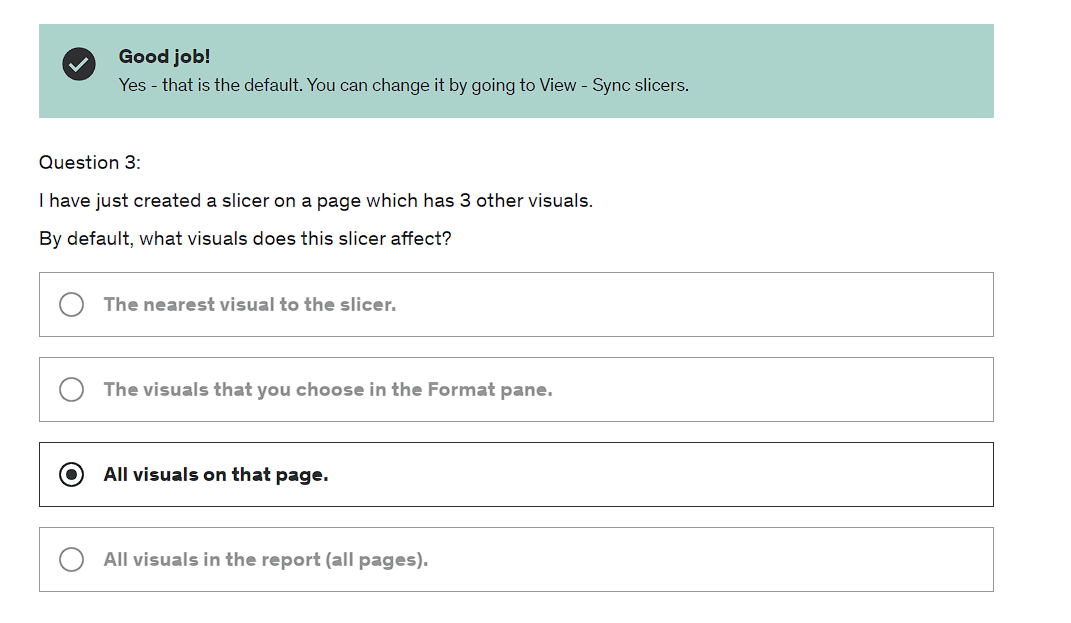 Good job!
Yes - that is the default. You can change it by going to View - Sync slicers.
Question 3:
I have just created a slicer on a page which has 3 other visuals.
By default, what visuals does this slicer affect?
The nearest visual to the slicer.
The visuals that you choose in the Format pane.
All visuals on that page.
All visuals in the report (all pages).